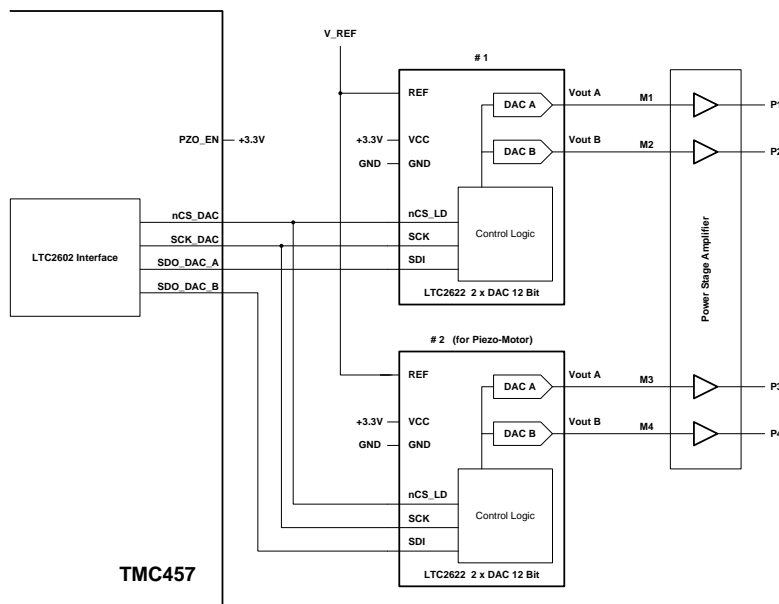 V_REF
# 1
REF
DAC A
Vout A
M1
P1
PZO_EN
+3.3V
+3.3V
VCC
DAC B
Vout B
M2
P2
GND
GND
nCS_DAC
nCS_LD
SCK_DAC
SCK
Control Logic
LTC2602 Interface
SDO_DAC_A
SDI
SDO_DAC_B
LTC2622 2 x DAC 12 Bit
Power Stage Amplifier
# 2 (for Piezo-Motor)
REF
DAC A
Vout A
M3
P3
+3.3V
VCC
DAC B
Vout B
M4
P4
GND
GND
nCS_LD
SCK
Control Logic
SDI
TMC457
LTC2622 2 x DAC 12 Bit